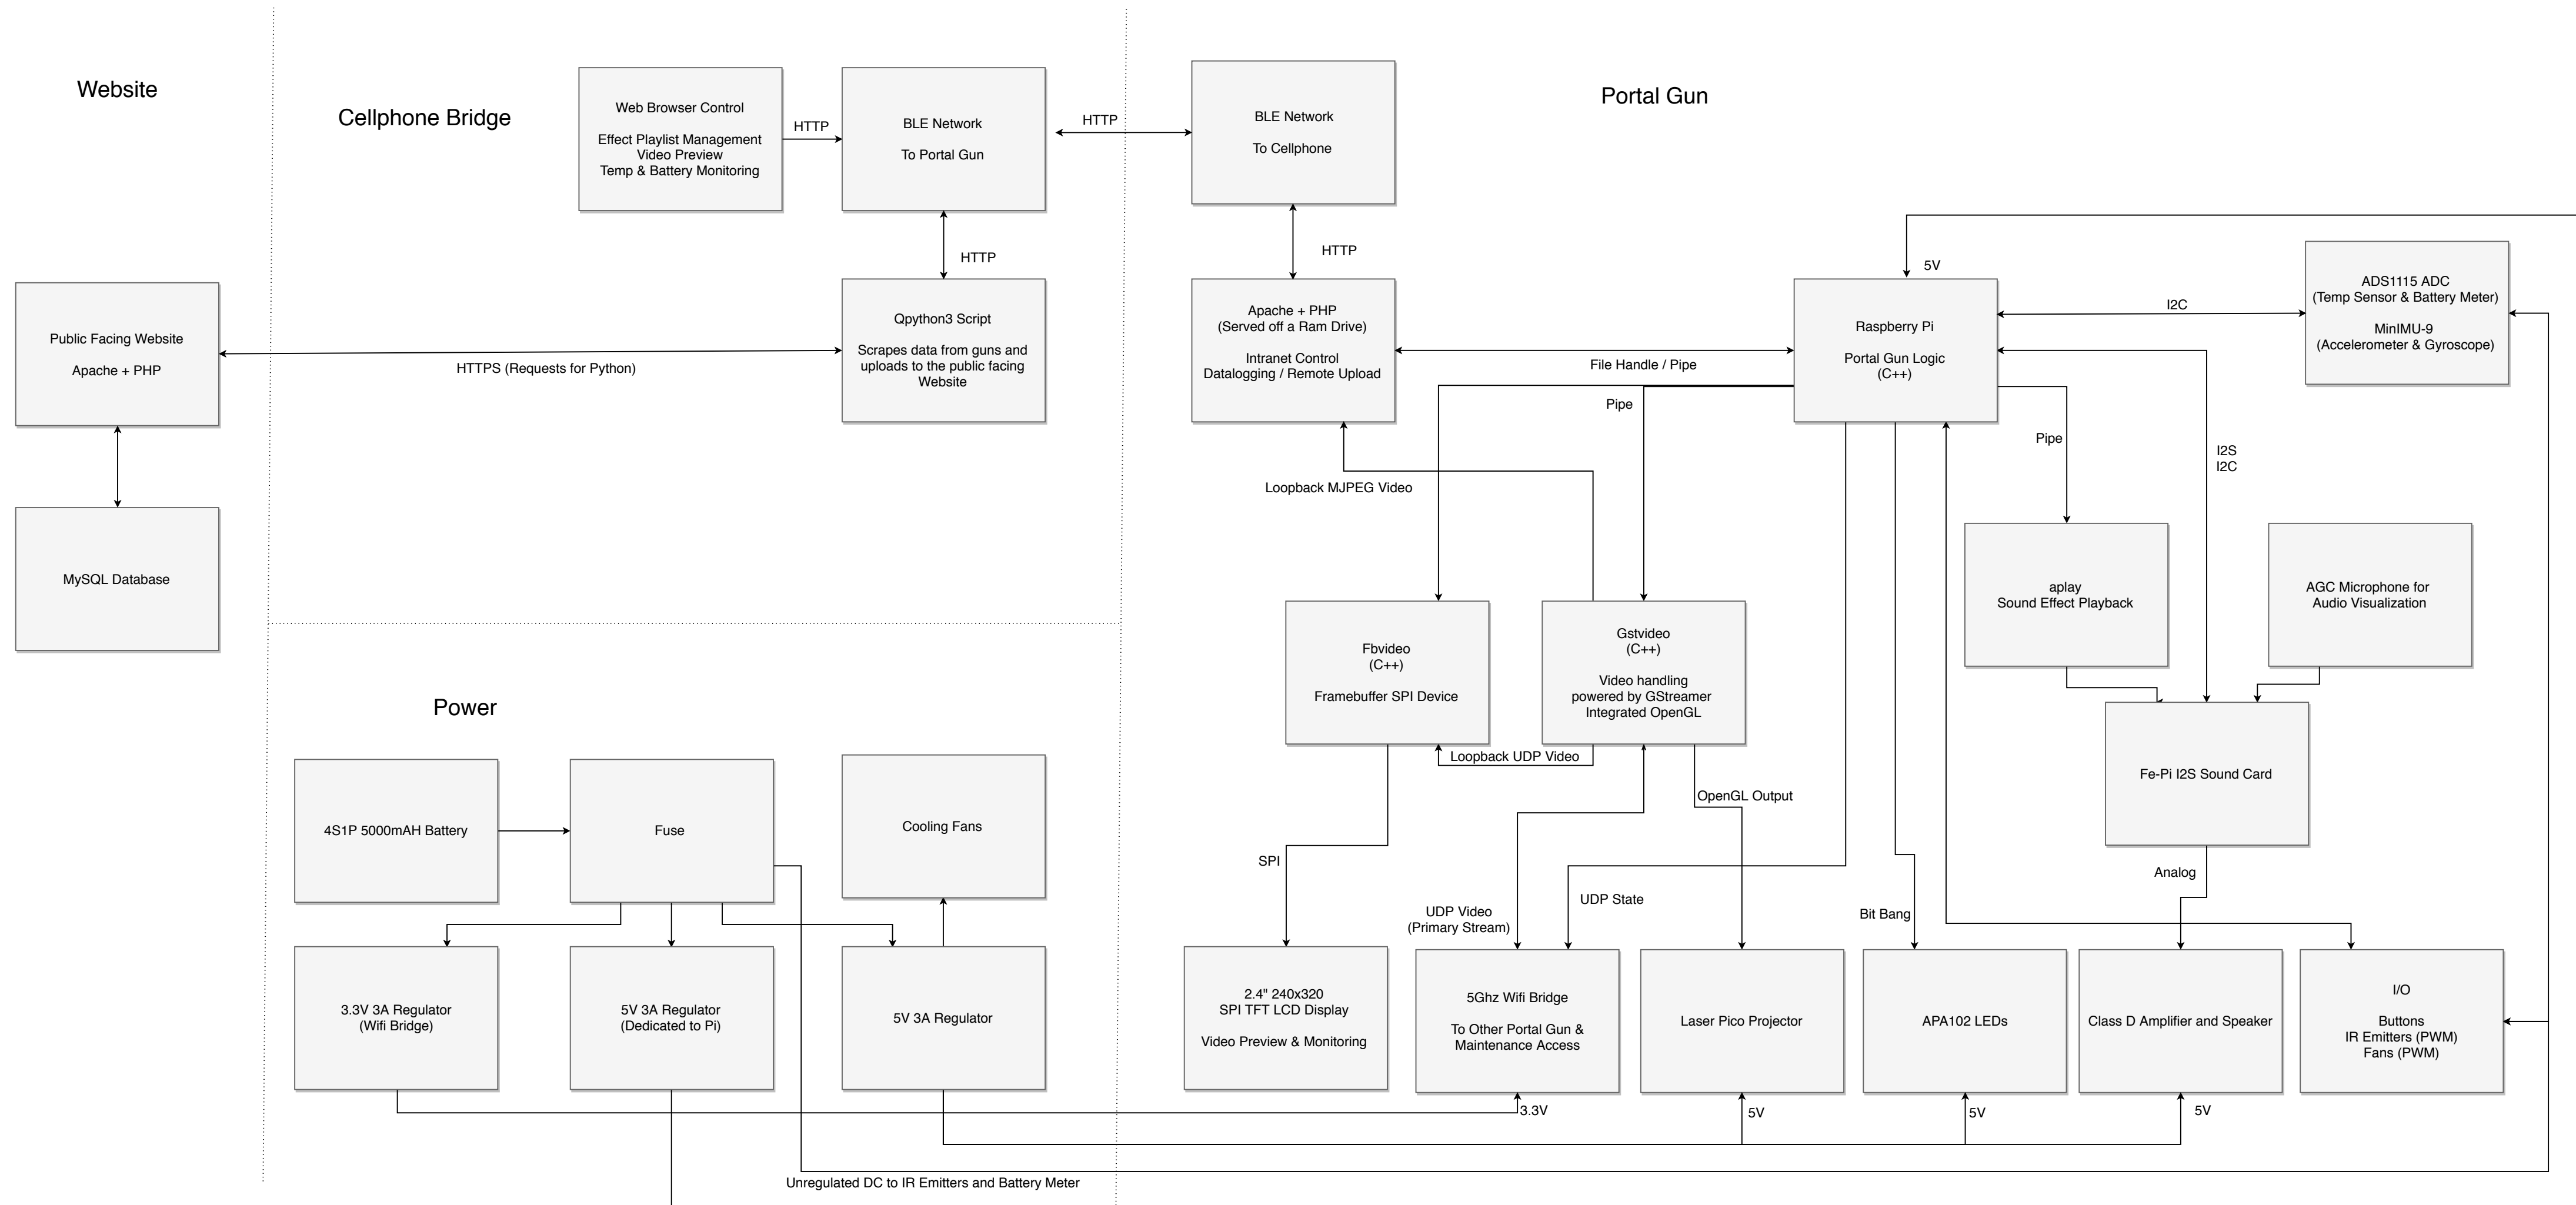 Website
Cellphone Bridge
Portal Gun
Web Browser Control
Effect Playlist Management
Video Preview
Temp & Battery Monitoring
HTTP
BLE Network
To Portal Gun
HTTP
BLE Network
To Cellphone
HTTP
HTTP
5V
Public Facing Website
Apache + PHP
HTTPS (Requests for Python)
Qpython3 Script
Scrapes data from guns and
uploads to the public facing
Website
Apache + PHP
(Served off a Ram Drive)
Intranet Control
Datalogging / Remote Upload
File Handle / Pipe
Raspberry Pi
Portal Gun Logic
(C++)
I2C
ADS1115 ADC
(Temp Sensor & Battery Meter)
MinIMU-9
(Accelerometer & Gyroscope)
Pipe
Pipe
I2S
I2C
Loopback MJPEG Video
MySQL Database
Fbvideo
(C++)
Framebuffer SPI Device
Gstvideo
(C++)
Video handling
powered by GStreamer
Integrated OpenGL
aplay
Sound Effect Playback
AGC Microphone for
Audio Visualization
Loopback UDP Video
OpenGL Output
Fe-Pi I2S Sound Card
Power
4S1P 5000mAH Battery
Fuse
Cooling Fans
SPI
UDP Video
(Primary Stream)
UDP State
Bit Bang
Analog
3.3V 3A Regulator
(Wifi Bridge)
5V 3A Regulator
(Dedicated to Pi)
5V 3A Regulator
2.4" 240x320
SPI TFT LCD Display
Video Preview & Monitoring
5Ghz Wifi Bridge
To Other Portal Gun &
Maintenance Access
Laser Pico Projector
APA102 LEDs
Class D Amplifier and Speaker
I/O
Buttons
IR Emitters (PWM)
Fans (PWM)
3.3V
5V
5V
5V
Unregulated DC to IR Emitters and Battery Meter